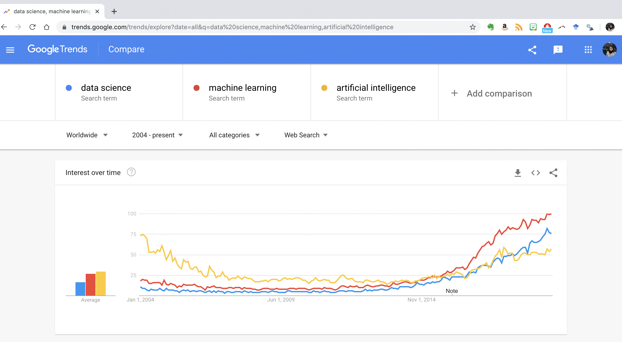 data science, machine learning,
trends.google.com/trends/explore?date=all&q=data%20science,machine%20learning,artificial%20intelligence
Google Trends Compare
data science
Search term
machine learning
Search term
artificial intelligence
Search term
+ Add comparison
Worldwide 2004 - present All categories Web Search
Interest over time
100
75
50
25
Average
Jan 1, 2004 Jun 1, 2009 Nov 1, 2014
Note